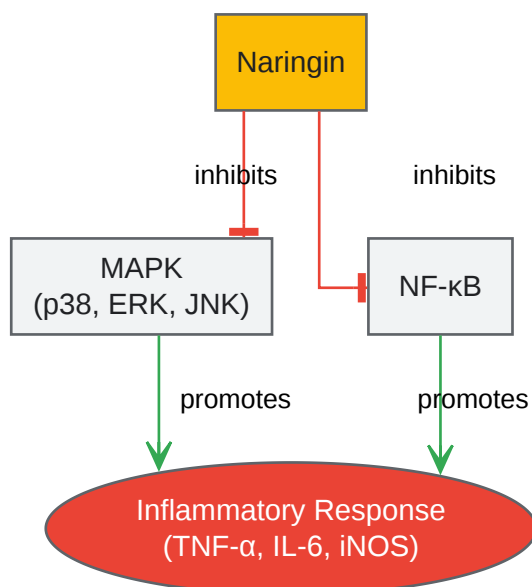 Naringin
inhibits
inhibits
MAPK
(p38, ERK, JNK)
NF-κB
promotes
promotes
Inflammatory Response
(TNF-α, IL-6, iNOS)